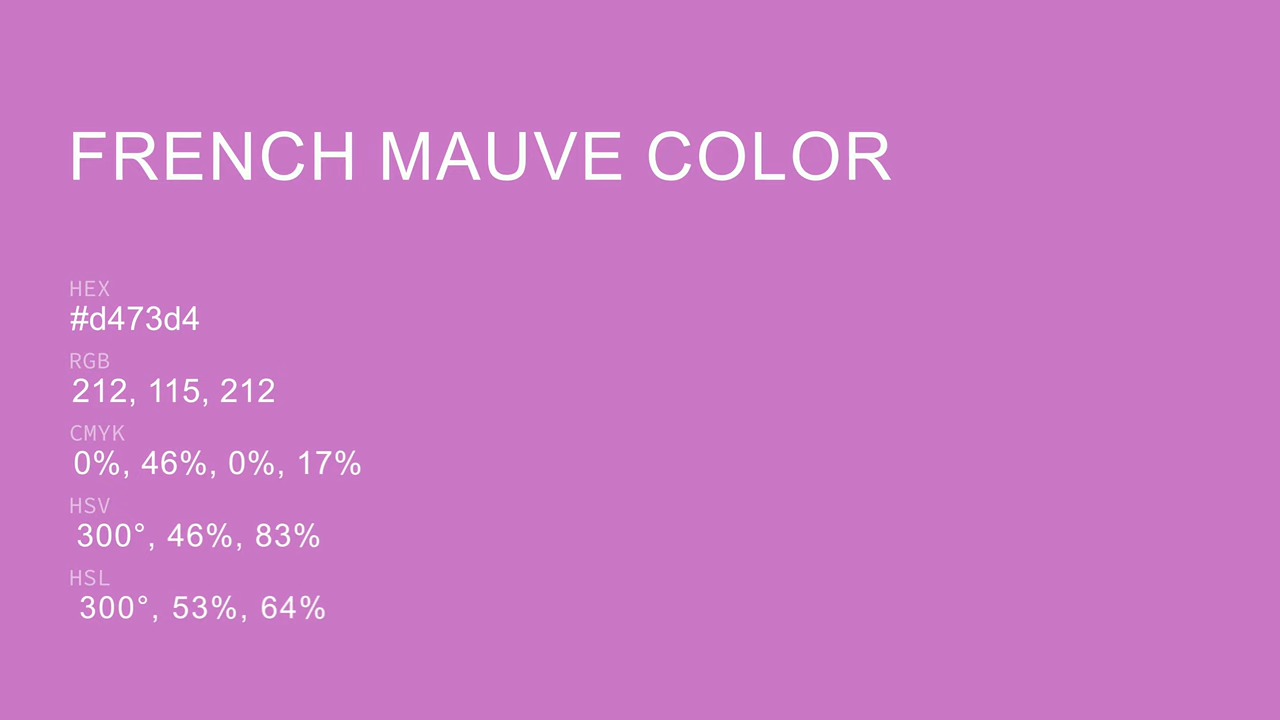 FRENCH MAUVE COLOR
HEX
#d473d4
RGB
212, 115, 212
CMYK
0%, 46%, 0%, 17%
HSV
300°, 46%, 83%
HSL
300°, 53%, 64%